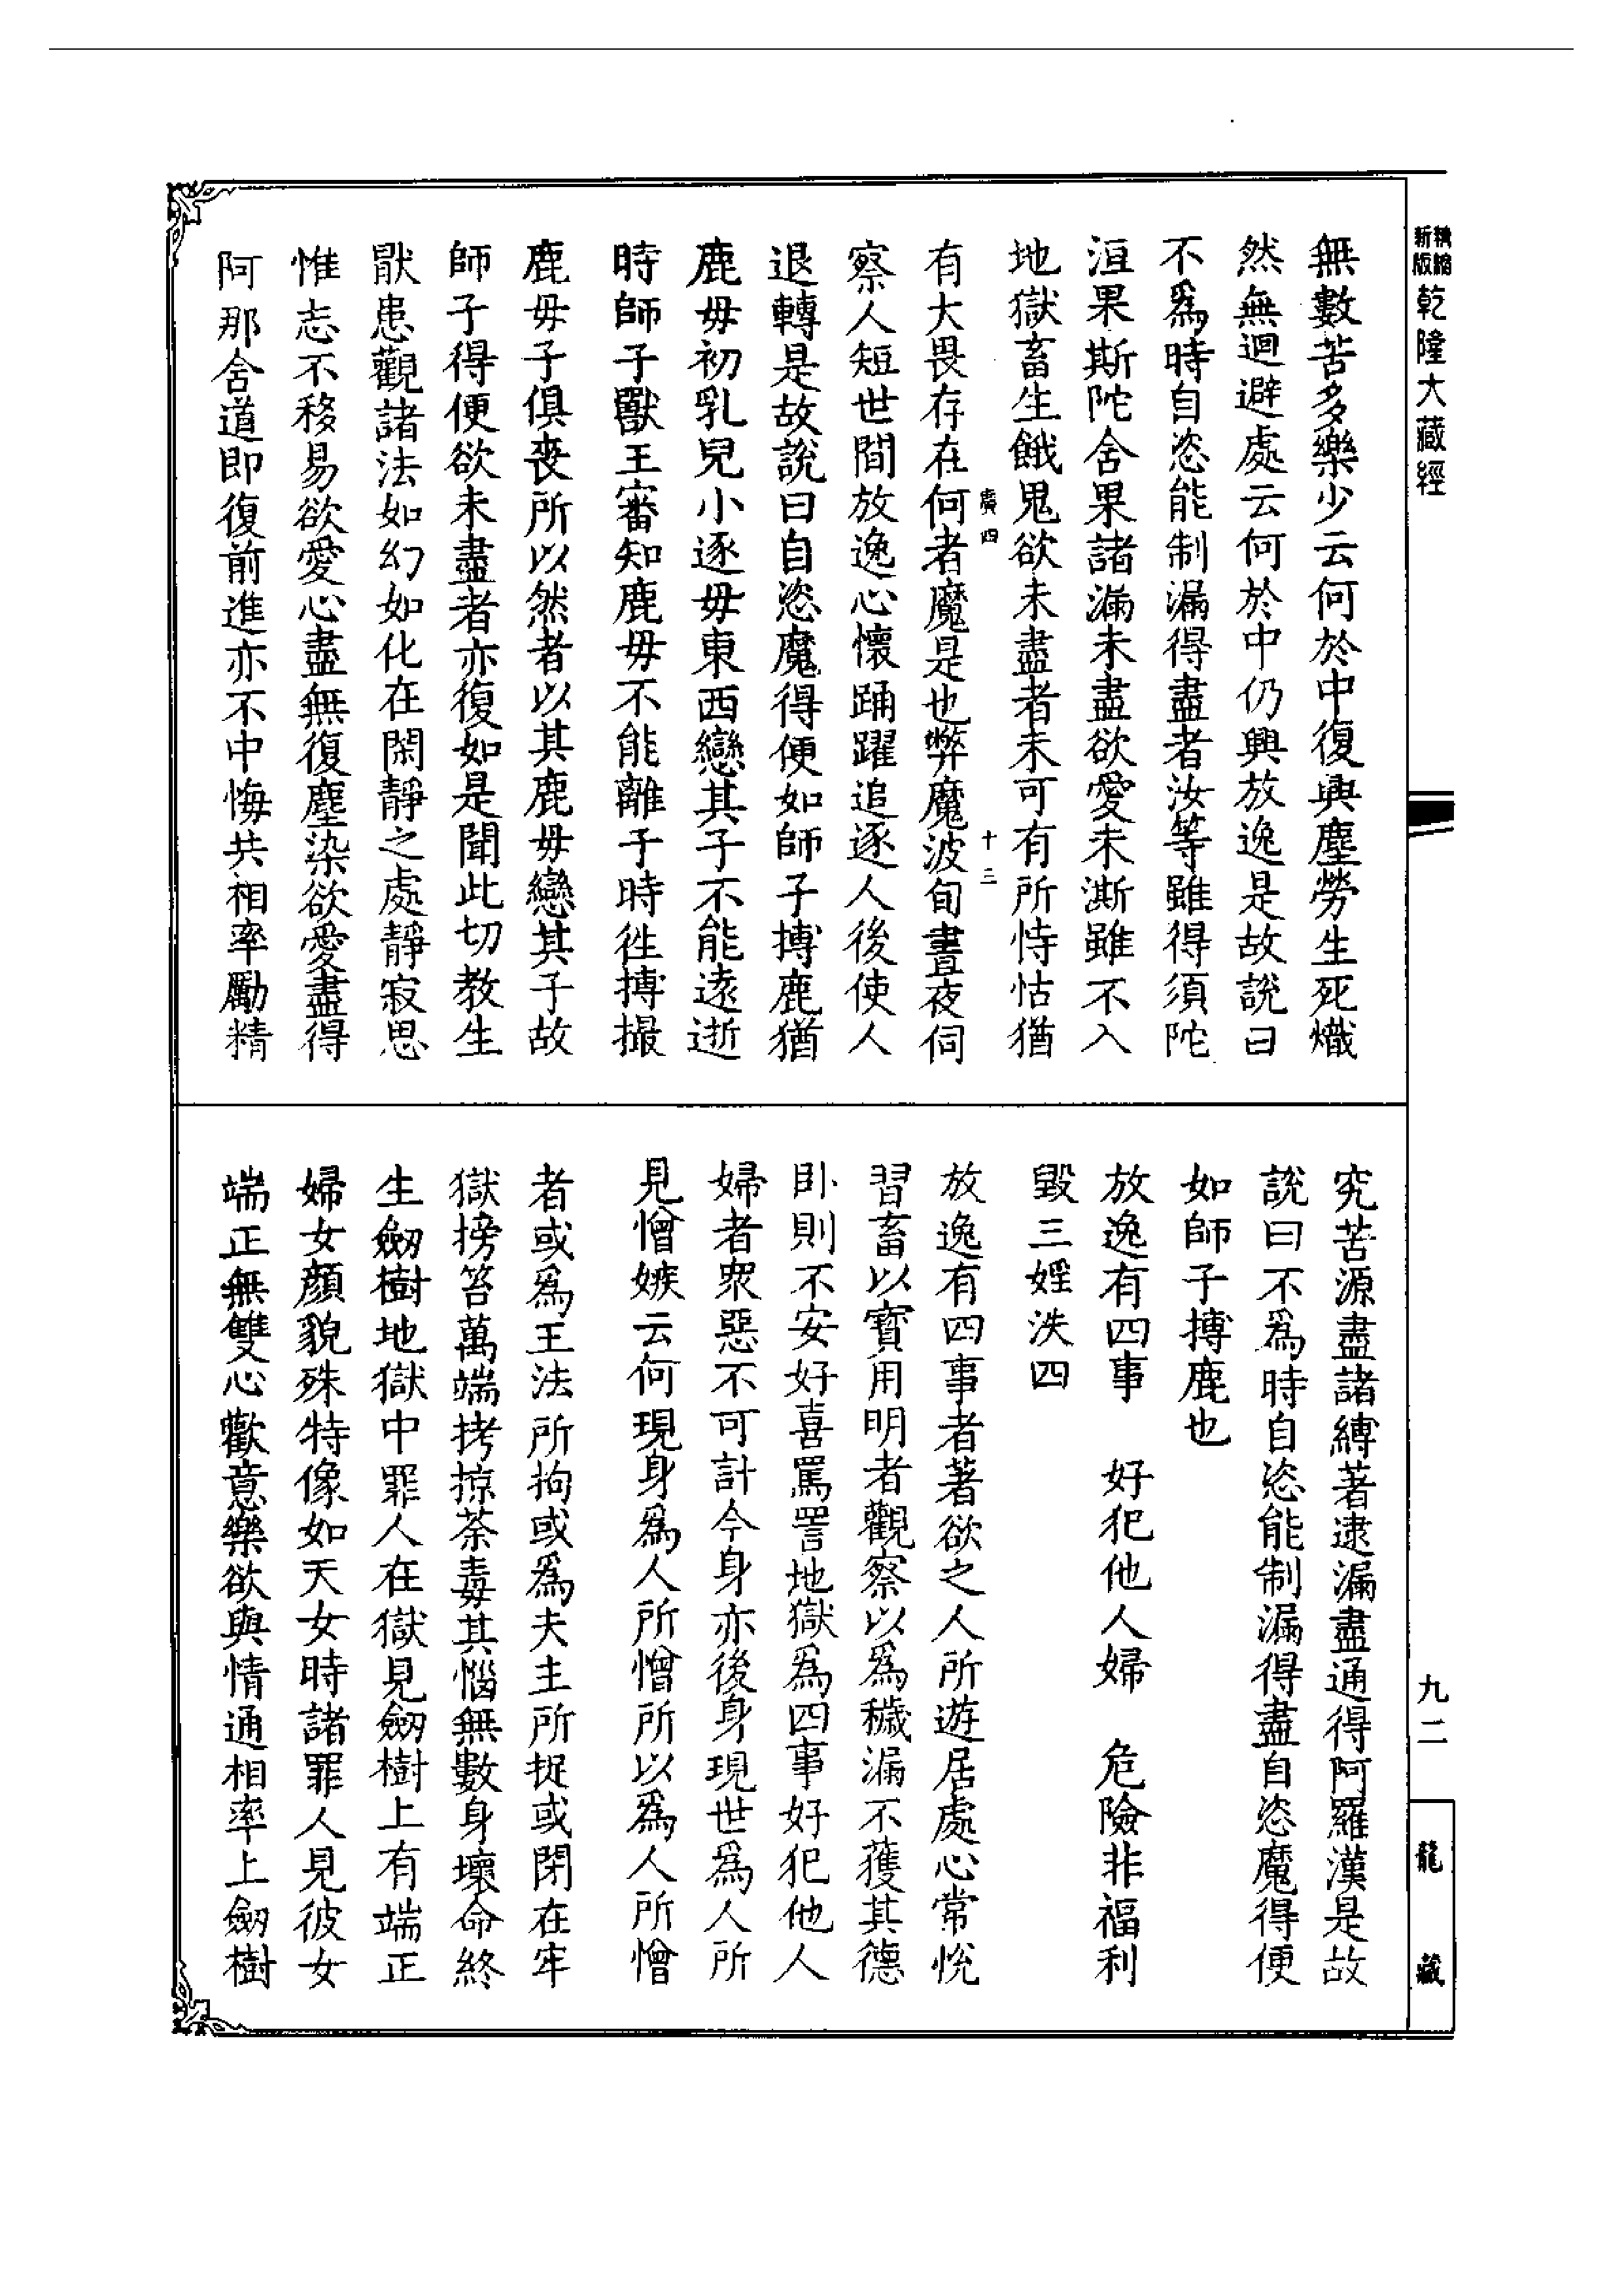 精縮
新版
乾隆大藏經
無數苦多樂少云何於中復興塵勞生死熾
然無迴避處云何於中仍興放逸是故說曰
不為時自恣能制漏得盡者汝等雖得須陀
洹果斯陀含果諸漏未盡欲愛未澌雖不入
地獄畜生餓鬼欲未盡者未可有所恃怙猶
廣四
十三
有大畏存在何者魔是也弊魔波旬晝夜伺
察人短世間放逸心懷踊躍追逐人後使人
退轉是故說曰自恣魔得便如師子搏鹿猶
鹿毋初乳兒小逐毋東西戀其子不能遠逝
時師子獸王審知鹿毋不能離子時徃搏撮
鹿毋子俱喪所以然者以其鹿毋戀其子故
師子得便欲未盡者亦復如是聞此切教生
猒患觀諸法如幻如化在閑靜之處靜寂思
惟志不移易欲愛心盡無復塵染欲愛盡得
阿那含道即復前進亦不中悔共相率勵精
究苦源盡諸縛著逮漏盡通得阿羅漢是故
說曰不為時自恣能制漏得盡自恣魔得便
如師子搏鹿也
放逸有四事　好犯他人婦　危險非福利
毀三婬泆四
放逸有四事者著欲之人所遊居處心常悅
習畜以寶用明者觀察以為穢漏不獲其德
卧則不安好喜罵詈地獄為四事好犯他人
婦者眾惡不可計今身亦後身現世為人所
見憎嫉云何現身為人所憎所以為人所憎
者或為王法所拘或為夫主所捉或閉在牢
獄搒笞萬端拷掠荼毒其惱無數身壞命終
生劒樹地獄中罪人在獄見劒樹上有端正
婦女顏貌殊特像如天女時諸罪人見彼女
端正無雙心歡意樂欲與情通相率上劒樹
九二
龍藏